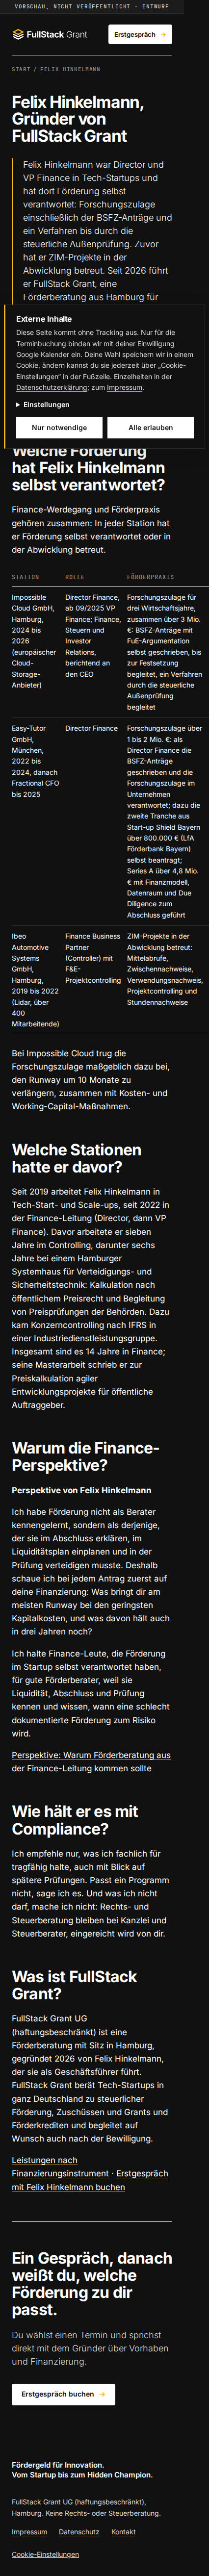 VORSCHAU, NICHT VERÖFFENTLICHT · ENTWURF
FullStack Grant
Erstgespräch →
START / FELIX HINKELMANN
Felix Hinkelmann,
Gründer von
FullStack Grant
Felix Hinkelmann war Director und
VP Finance in Tech-Startups und
hat dort Förderung selbst
verantwortet: Forschungszulage
einschließlich der BSFZ-Anträge und
ein Verfahren bis durch die
steuerliche Außenprüfung. Zuvor
hat er ZIM-Projekte in der
Abwicklung betreut. Seit 2026 führt
er FullStack Grant, eine
Förderberatung aus Hamburg für
Externe Inhalte
Diese Seite kommt ohne Tracking aus. Nur für die
Terminbuchung binden wir mit deiner Einwilligung
Google Kalender ein. Deine Wahl speichern wir in einem
Cookie, ändern kannst du sie jederzeit über „Cookie-
Einstellungen“ in der Fußzeile. Einzelheiten in der
Datenschutzerklärung; zum Impressum.
Einstellungen
Nur notwendige
Alle erlauben
Welche Förderung
hat Felix Hinkelmann
selbst verantwortet?
Finance-Werdegang und Förderpraxis
gehören zusammen: In jeder Station hat
er Förderung selbst verantwortet oder in
der Abwicklung betreut.
STATION ROLLE FÖRDERPRAXIS
Impossible
Cloud GmbH,
Hamburg,
2024 bis
2026
(europäischer
Cloud-
Storage-
Anbieter)
Director Finance,
ab 09/2025 VP
Finance; Finance,
Steuern und
Investor
Relations,
berichtend an
den CEO
Forschungszulage für
drei Wirtschaftsjahre,
zusammen über 3 Mio.
€: BSFZ-Anträge mit
FuE-Argumentation
selbst geschrieben, bis
zur Festsetzung
begleitet, ein Verfahren
durch die steuerliche
Außenprüfung
begleitet
Easy-Tutor
GmbH,
München,
2022 bis
2024, danach
Fractional CFO
bis 2025
Director Finance
Forschungszulage über
1 bis 2 Mio. €: als
Director Finance die
BSFZ-Anträge
geschrieben und die
Forschungszulage im
Unternehmen
verantwortet; dazu die
zweite Tranche aus
Start-up Shield Bayern
über 800.000 € (LfA
Förderbank Bayern)
selbst beantragt;
Series A über 4,8 Mio.
€ mit Finanzmodell,
Datenraum und Due
Diligence zum
Abschluss geführt
Ibeo
Automotive
Systems
GmbH,
Hamburg,
2019 bis 2022
(Lidar, über
400
Mitarbeitende)
Finance Business
Partner
(Controller) mit
F&E-
Projektcontrolling
ZIM-Projekte in der
Abwicklung betreut:
Mittelabrufe,
Zwischennachweise,
Verwendungsnachweis,
Projektcontrolling und
Stundennachweise
Bei Impossible Cloud trug die
Forschungszulage maßgeblich dazu bei,
den Runway um 10 Monate zu
verlängern, zusammen mit Kosten- und
Working-Capital-Maßnahmen.
Welche Stationen
hatte er davor?
Seit 2019 arbeitet Felix Hinkelmann in
Tech-Start- und Scale-ups, seit 2022 in
der Finance-Leitung (Director, dann VP
Finance). Davor arbeitete er sieben
Jahre im Controlling, darunter sechs
Jahre bei einem Hamburger
Systemhaus für Verteidigungs- und
Sicherheitstechnik: Kalkulation nach
öffentlichem Preisrecht und Begleitung
von Preisprüfungen der Behörden. Dazu
kam Konzerncontrolling nach IFRS in
einer Industriedienstleistungsgruppe.
Insgesamt sind es 14 Jahre in Finance;
seine Masterarbeit schrieb er zur
Preiskalkulation agiler
Entwicklungsprojekte für öffentliche
Auftraggeber.
Warum die Finance-
Perspektive?
Perspektive von Felix Hinkelmann
Ich habe Förderung nicht als Berater
kennengelernt, sondern als derjenige,
der sie im Abschluss erklären, im
Liquiditätsplan einplanen und in der
Prüfung verteidigen musste. Deshalb
schaue ich bei jedem Antrag zuerst auf
deine Finanzierung: Was bringt dir am
meisten Runway bei den geringsten
Kapitalkosten, und was davon hält auch
in drei Jahren noch?
Ich halte Finance-Leute, die Förderung
im Startup selbst verantwortet haben,
für gute Förderberater, weil sie
Liquidität, Abschluss und Prüfung
kennen und wissen, wann eine schlecht
dokumentierte Förderung zum Risiko
wird.
Perspektive: Warum Förderberatung aus
der Finance-Leitung kommen sollte
Wie hält er es mit
Compliance?
Ich empfehle nur, was ich fachlich für
tragfähig halte, auch mit Blick auf
spätere Prüfungen. Passt ein Programm
nicht, sage ich es. Und was ich nicht
darf, mache ich nicht: Rechts- und
Steuerberatung bleiben bei Kanzlei und
Steuerberater, eingereicht wird von dir.
Was ist FullStack
Grant?
FullStack Grant UG
(haftungsbeschränkt) ist eine
Förderberatung mit Sitz in Hamburg,
gegründet 2026 von Felix Hinkelmann,
der sie als Geschäftsführer führt.
FullStack Grant berät Tech-Startups in
ganz Deutschland zu steuerlicher
Förderung, Zuschüssen und Grants und
Förderkrediten und begleitet auf
Wunsch auch nach der Bewilligung.
Leistungen nach
Finanzierungsinstrument · Erstgespräch
mit Felix Hinkelmann buchen
Ein Gespräch, danach
weißt du, welche
Förderung zu dir
passt.
Du wählst einen Termin und sprichst
direkt mit dem Gründer über Vorhaben
und Finanzierung.
Erstgespräch buchen →
Fördergeld für Innovation.
Vom Startup bis zum Hidden Champion.
FullStack Grant UG (haftungsbeschränkt),
Hamburg. Keine Rechts- oder Steuerberatung.
Impressum Datenschutz Kontakt
Cookie-Einstellungen